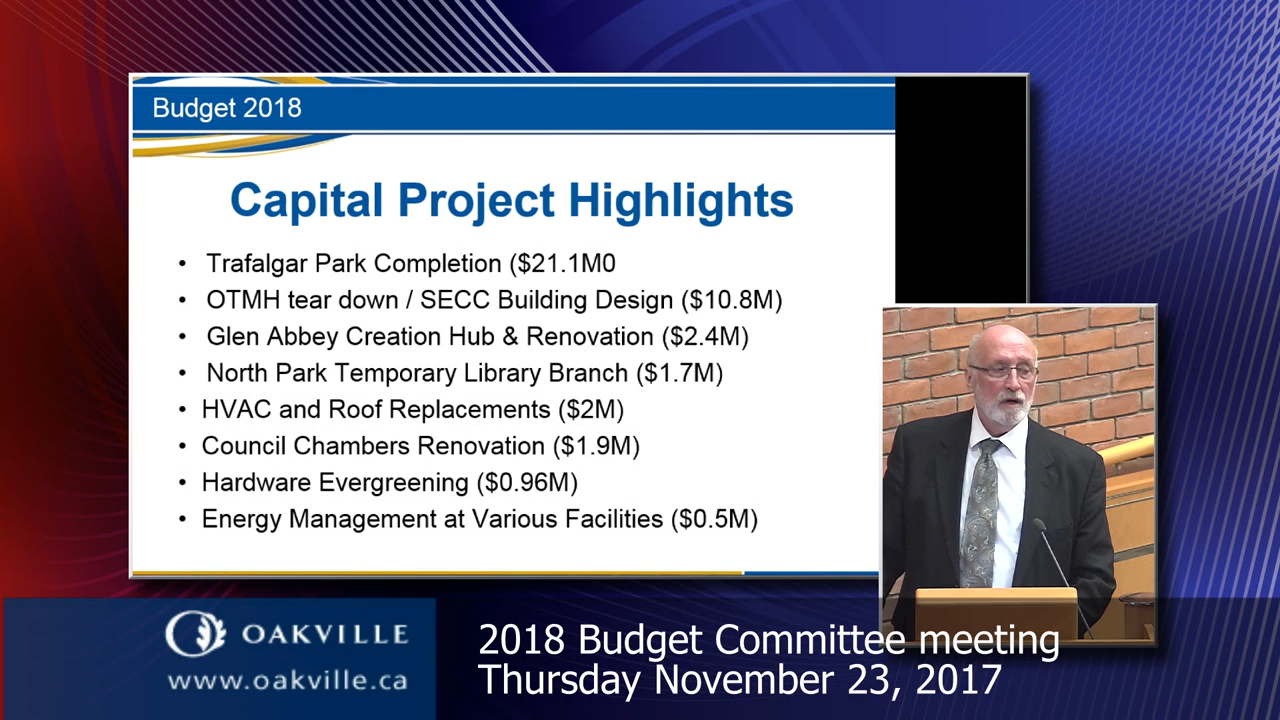 Budget 2018
Capital Project Highlights
• Trafalgar Park Completion ($21.1M0
• OTMH tear down / SECC Building Design ($10.8M)
• Glen Abbey Creation Hub & Renovation ($2.4M)
• North Park Temporary Library Branch ($1.7M)
• HVAC and Roof Replacements ($2M)
• Council Chambers Renovation ($1.9M)
• Hardware Evergreening ($0.96M)
• Energy Management at Various Facilities ($0.5M)
OAKVILLE
www.oakville.ca
2018 Budget Committee meeting
Thursday November 23, 2017